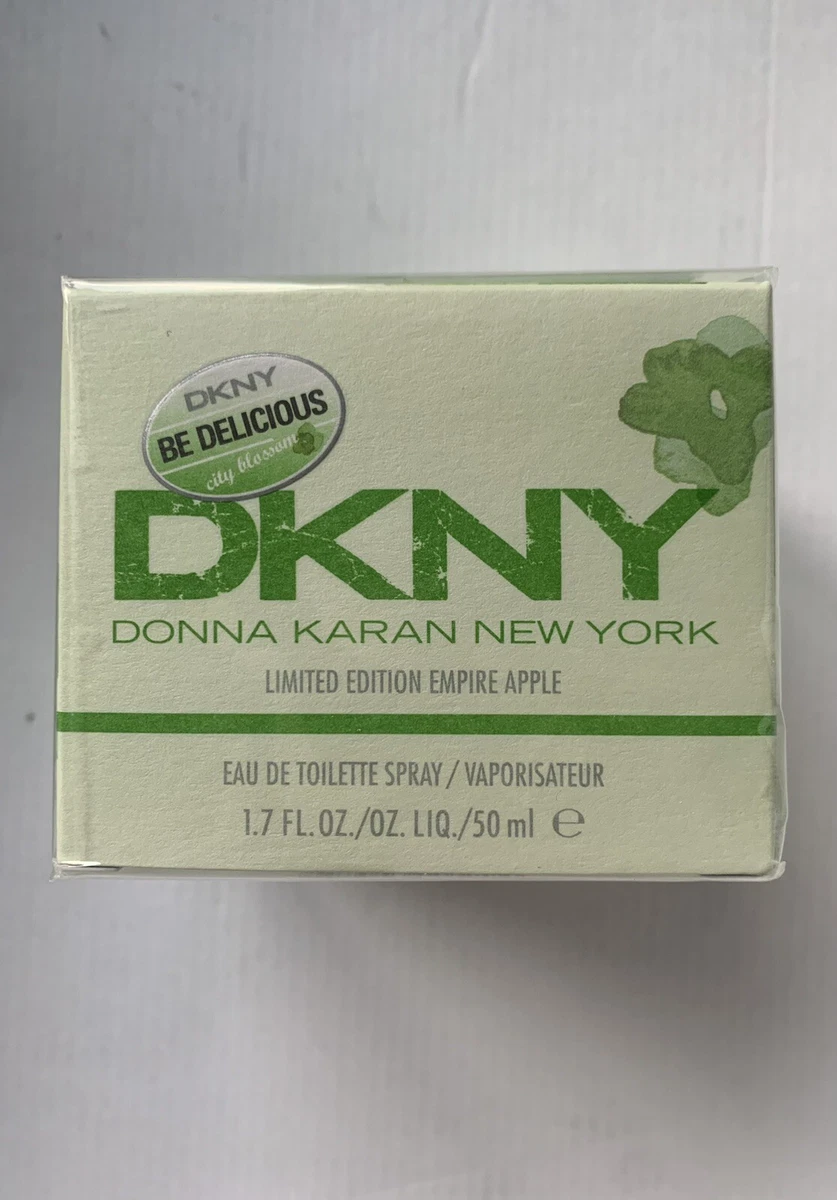 DKNY
BE DELICIOUS
city blossom
DKNY
DONNA KARAN NEW YORK
LIMITED EDITION EMPIRE APPLE
EAU DE TOILETTE SPRAY / VAPORISATEUR
1.7 FL. OZ./OZ. LIQ./50 ml ℮